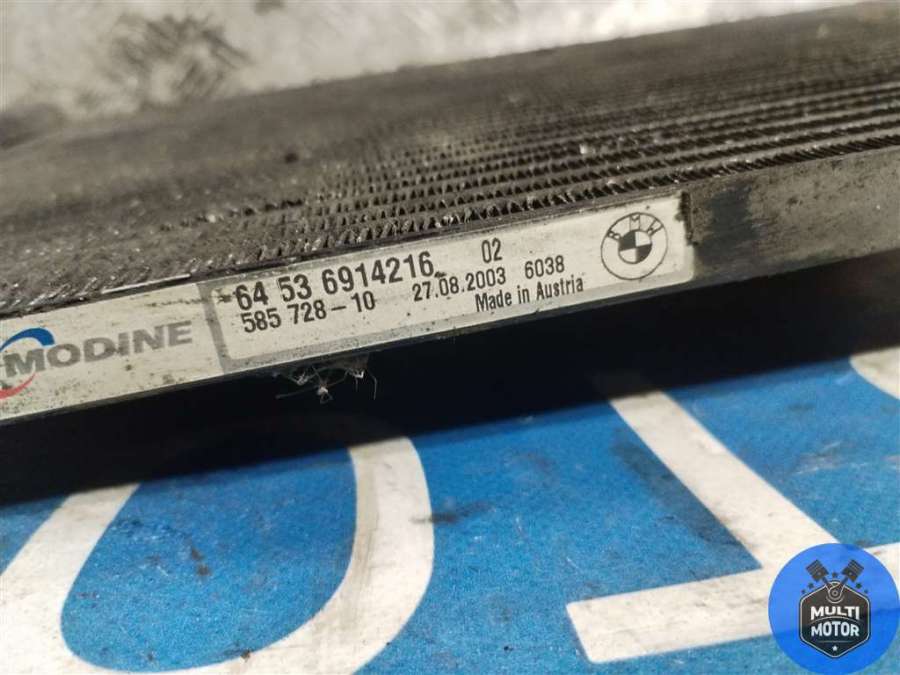 MODINE
64 53 6914216 02
585 728-10 27.08.2003 6038
Made in Austria
BMW
MULTI
MOTOR